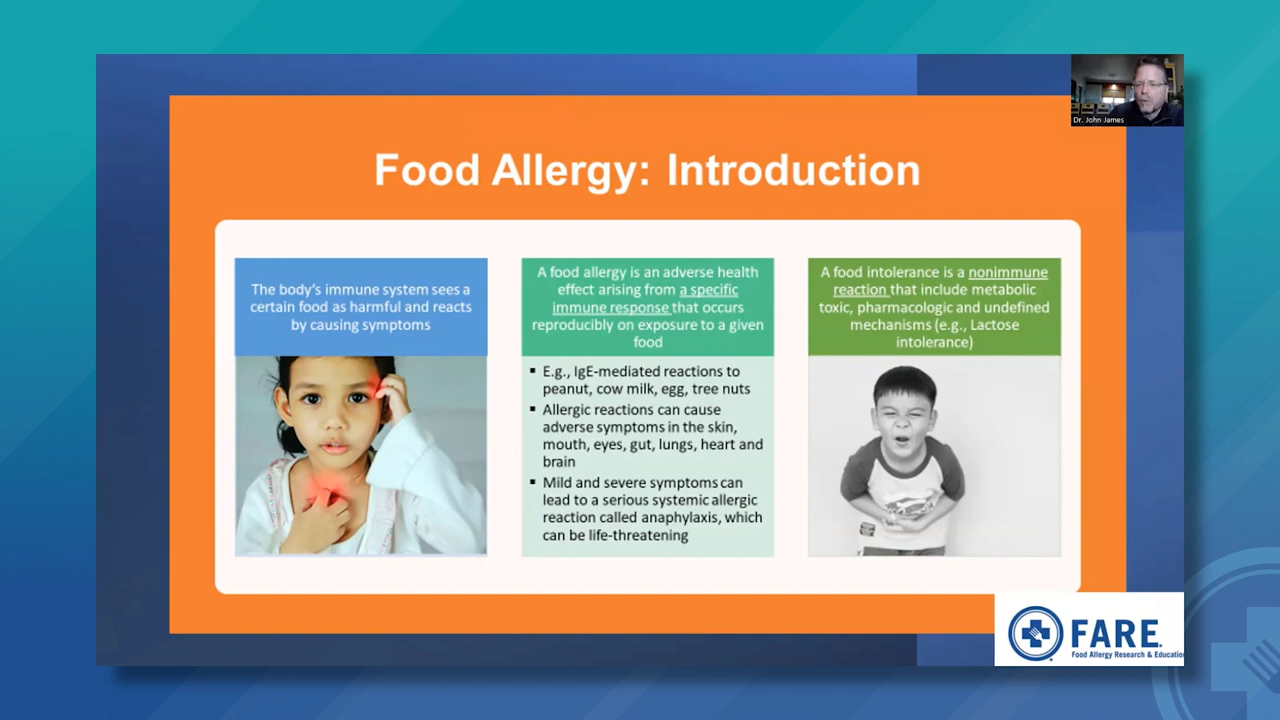 Dr. John James
Food Allergy: Introduction
The body's immune system sees a
certain food as harmful and reacts
by causing symptoms
A food allergy is an adverse health
effect arising from a specific
immune response that occurs
reproducibly on exposure to a given
food
▪ E.g., IgE-mediated reactions to
peanut, cow milk, egg, tree nuts
▪ Allergic reactions can cause
adverse symptoms in the skin,
mouth, eyes, gut, lungs, heart and
brain
▪ Mild and severe symptoms can
lead to a serious systemic allergic
reaction called anaphylaxis, which
can be life-threatening
A food intolerance is a nonimmune
reaction that include metabolic
toxic, pharmacologic and undefined
mechanisms (e.g., Lactose
intolerance)
FARE
Food Allergy Research & Educatio